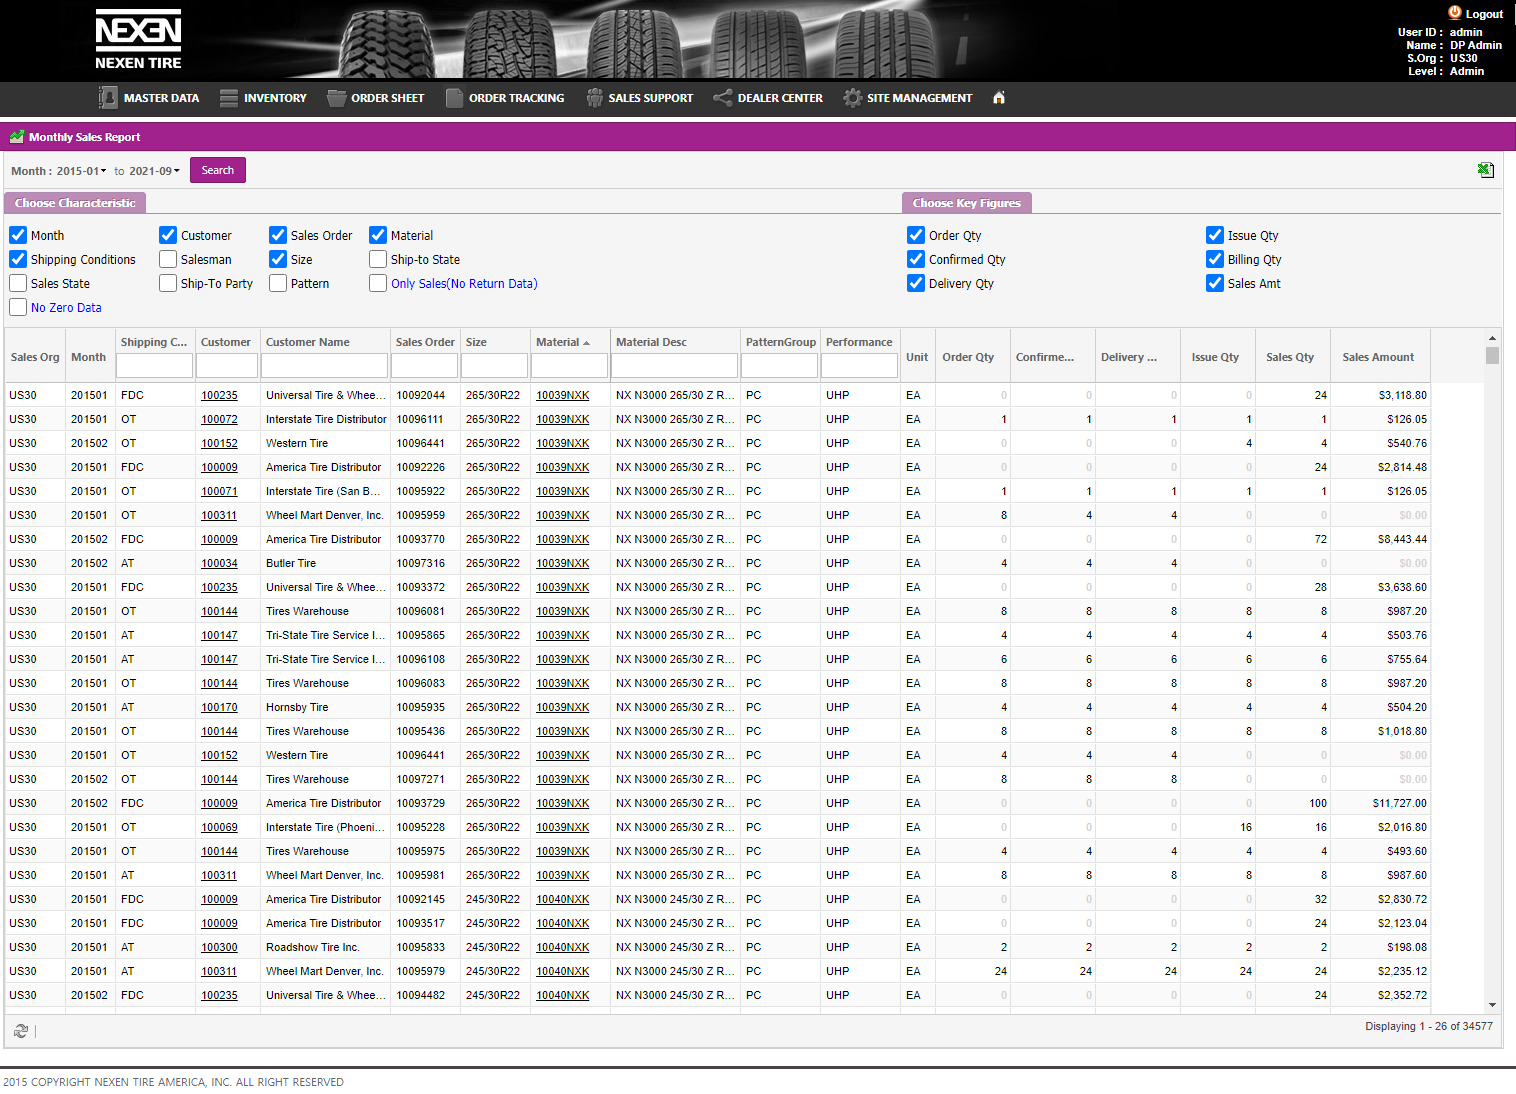 NEXEN
NEXEN TIRE
Logout
User ID : admin
Name : DP Admin
S.Org : US30
Level : Admin
MASTER DATA INVENTORY ORDER SHEET ORDER TRACKING SALES SUPPORT DEALER CENTER SITE MANAGEMENT
Monthly Sales Report
Month : 2015-01 to 2021-09 Search
Choose Characteristic Choose Key Figures
Month Customer Sales Order Material Order Qty Issue Qty
Shipping Conditions Salesman Size Ship-to State Confirmed Qty Billing Qty
Sales State Ship-To Party Pattern Only Sales(No Return Data) Delivery Qty Sales Amt
No Zero Data
Sales Org Month Shipping C... Customer Customer Name Sales Order Size Material Material Desc PatternGroup Performance Unit Order Qty Confirme... Delivery ... Issue Qty Sales Qty Sales Amount
US30 201501 FDC 100235 Universal Tire & Whee... 10092044 265/30R22 10039NXK NX N3000 265/30 Z R... PC UHP EA 0 0 0 0 24 $3,118.80
US30 201501 OT 100072 Interstate Tire Distributor 10096111 265/30R22 10039NXK NX N3000 265/30 Z R... PC UHP EA 1 1 1 1 1 $126.05
US30 201502 OT 100152 Western Tire 10096441 265/30R22 10039NXK NX N3000 265/30 Z R... PC UHP EA 0 0 0 4 4 $540.76
US30 201501 FDC 100009 America Tire Distributor 10092226 265/30R22 10039NXK NX N3000 265/30 Z R... PC UHP EA 0 0 0 0 24 $2,814.48
US30 201501 OT 100071 Interstate Tire (San B... 10095922 265/30R22 10039NXK NX N3000 265/30 Z R... PC UHP EA 1 1 1 1 1 $126.05
US30 201501 OT 100311 Wheel Mart Denver, Inc. 10095959 265/30R22 10039NXK NX N3000 265/30 Z R... PC UHP EA 8 4 4 0 0 $0.00
US30 201502 FDC 100009 America Tire Distributor 10093770 265/30R22 10039NXK NX N3000 265/30 Z R... PC UHP EA 0 0 0 0 72 $8,443.44
US30 201502 AT 100034 Butler Tire 10097316 265/30R22 10039NXK NX N3000 265/30 Z R... PC UHP EA 4 4 4 0 0 $0.00
US30 201501 FDC 100235 Universal Tire & Whee... 10093372 265/30R22 10039NXK NX N3000 265/30 Z R... PC UHP EA 0 0 0 0 28 $3,638.60
US30 201501 OT 100144 Tires Warehouse 10096081 265/30R22 10039NXK NX N3000 265/30 Z R... PC UHP EA 8 8 8 8 8 $987.20
US30 201501 AT 100147 Tri-State Tire Service I... 10095865 265/30R22 10039NXK NX N3000 265/30 Z R... PC UHP EA 4 4 4 4 4 $503.76
US30 201501 AT 100147 Tri-State Tire Service I... 10096108 265/30R22 10039NXK NX N3000 265/30 Z R... PC UHP EA 6 6 6 6 6 $755.64
US30 201501 OT 100144 Tires Warehouse 10096083 265/30R22 10039NXK NX N3000 265/30 Z R... PC UHP EA 8 8 8 8 8 $987.20
US30 201501 AT 100170 Hornsby Tire 10095935 265/30R22 10039NXK NX N3000 265/30 Z R... PC UHP EA 4 4 4 4 4 $504.20
US30 201501 OT 100144 Tires Warehouse 10095436 265/30R22 10039NXK NX N3000 265/30 Z R... PC UHP EA 8 8 8 8 8 $1,018.80
US30 201501 OT 100152 Western Tire 10096441 265/30R22 10039NXK NX N3000 265/30 Z R... PC UHP EA 4 4 4 0 0 $0.00
US30 201502 OT 100144 Tires Warehouse 10097271 265/30R22 10039NXK NX N3000 265/30 Z R... PC UHP EA 8 8 8 0 0 $0.00
US30 201502 FDC 100009 America Tire Distributor 10093729 265/30R22 10039NXK NX N3000 265/30 Z R... PC UHP EA 0 0 0 0 100 $11,727.00
US30 201501 OT 100069 Interstate Tire (Phoeni... 10095228 265/30R22 10039NXK NX N3000 265/30 Z R... PC UHP EA 0 0 0 16 16 $2,016.80
US30 201501 OT 100144 Tires Warehouse 10095975 265/30R22 10039NXK NX N3000 265/30 Z R... PC UHP EA 4 4 4 4 4 $493.60
US30 201501 AT 100311 Wheel Mart Denver, Inc. 10095981 265/30R22 10039NXK NX N3000 265/30 Z R... PC UHP EA 8 8 8 8 8 $987.60
US30 201501 FDC 100009 America Tire Distributor 10092145 245/30R22 10040NXK NX N3000 245/30 Z R... PC UHP EA 0 0 0 0 32 $2,830.72
US30 201501 FDC 100009 America Tire Distributor 10093517 245/30R22 10040NXK NX N3000 245/30 Z R... PC UHP EA 0 0 0 0 24 $2,123.04
US30 201501 AT 100300 Roadshow Tire Inc. 10095833 245/30R22 10040NXK NX N3000 245/30 Z R... PC UHP EA 2 2 2 2 2 $198.08
US30 201501 AT 100311 Wheel Mart Denver, Inc. 10095979 245/30R22 10040NXK NX N3000 245/30 Z R... PC UHP EA 24 24 24 24 24 $2,235.12
US30 201502 FDC 100235 Universal Tire & Whee... 10094482 245/30R22 10040NXK NX N3000 245/30 Z R... PC UHP EA 0 0 0 0 24 $2,352.72
Displaying 1 - 26 of 34577
2015 COPYRIGHT NEXEN TIRE AMERICA, INC. ALL RIGHT RESERVED